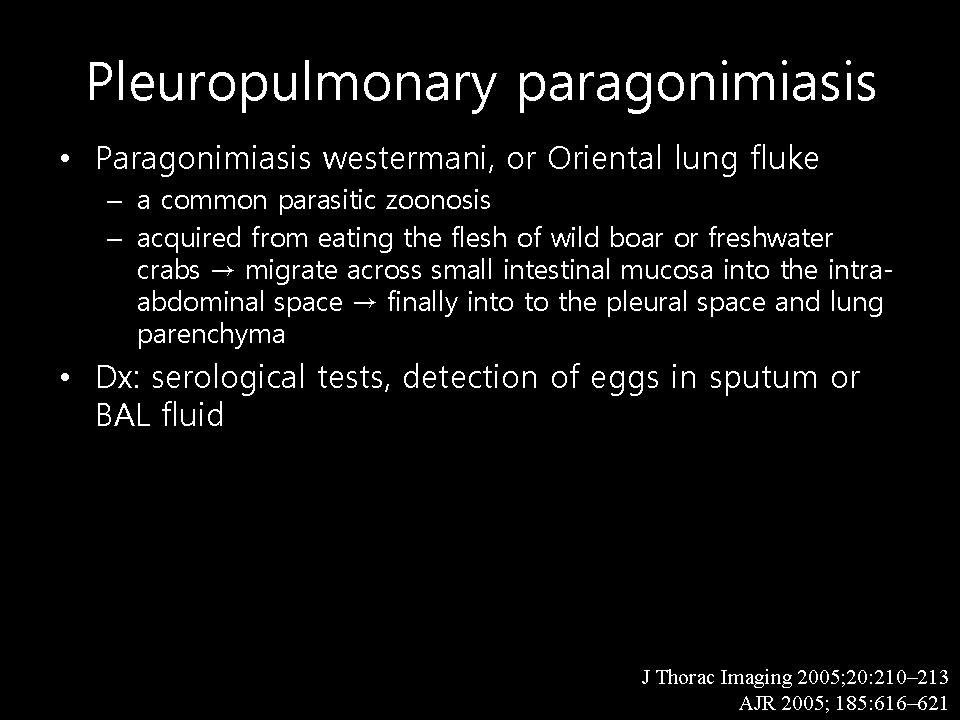 Pleuropulmonary paragonimiasis
• Paragonimiasis westermani, or Oriental lung fluke
– a common parasitic zoonosis
– acquired from eating the flesh of wild boar or freshwater
crabs → migrate across small intestinal mucosa into the intra-
abdominal space → finally into to the pleural space and lung
parenchyma
• Dx: serological tests, detection of eggs in sputum or
BAL fluid
J Thorac Imaging 2005;20:210–213
AJR 2005; 185:616–621